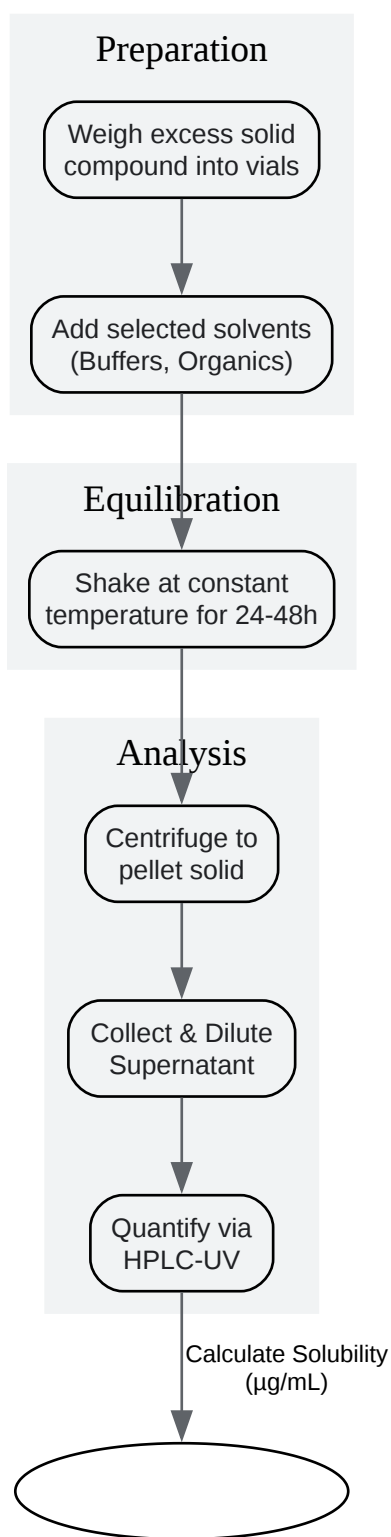 Preparation
Weigh excess solid
compound into vials
Add selected solvents
(Buffers, Organics)
Equilibration
Shake at constant
temperature for 24-48h
Analysis
Centrifuge to
pellet solid
Collect & Dilute
Supernatant
Quantify via
HPLC-UV
Calculate Solubility
(µg/mL)